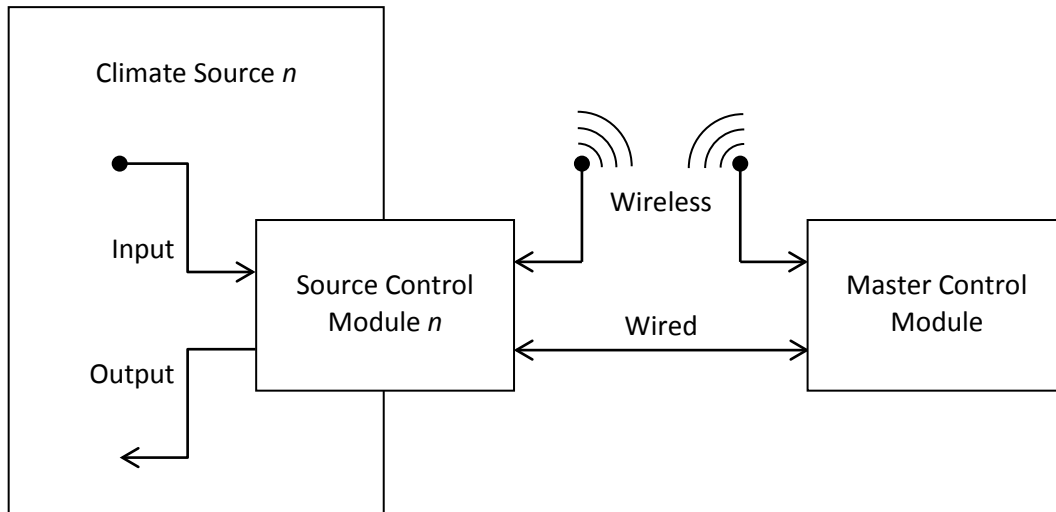 Climate Source n
Wireless
Input
Source Control
Module n
Master Control
Module
Wired
Output